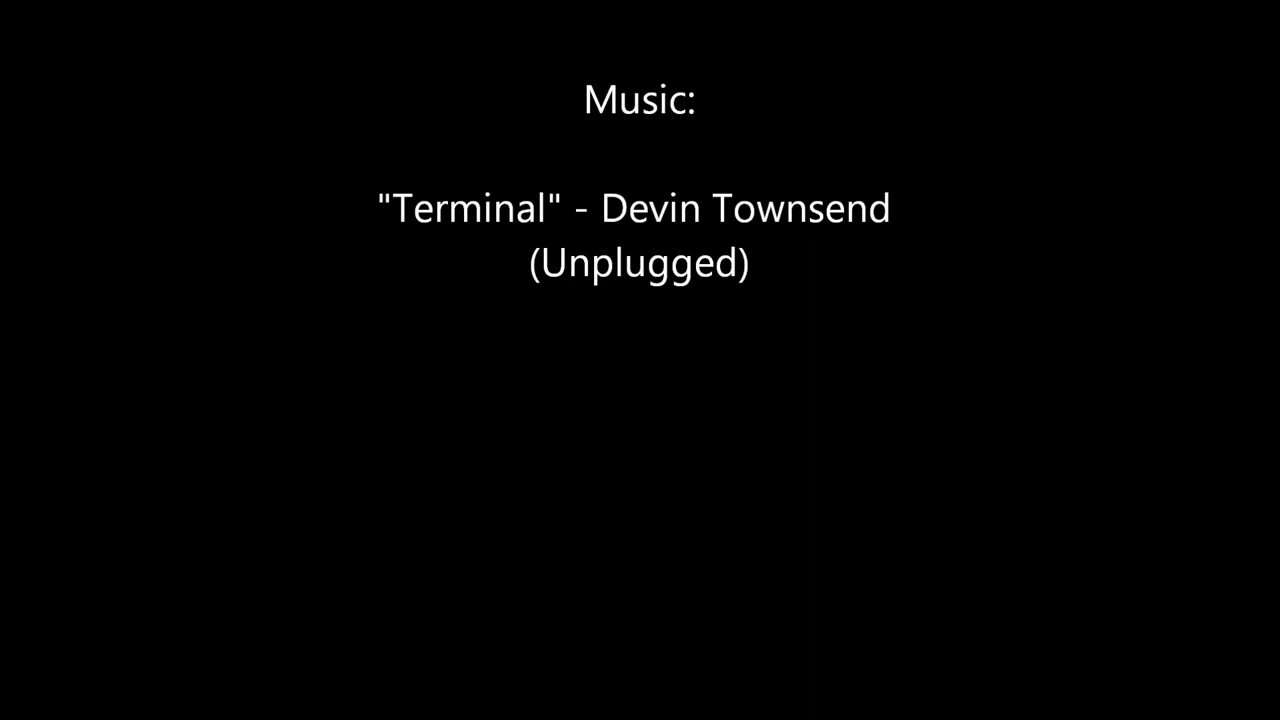 Music:
"Terminal" - Devin Townsend
(Unplugged)